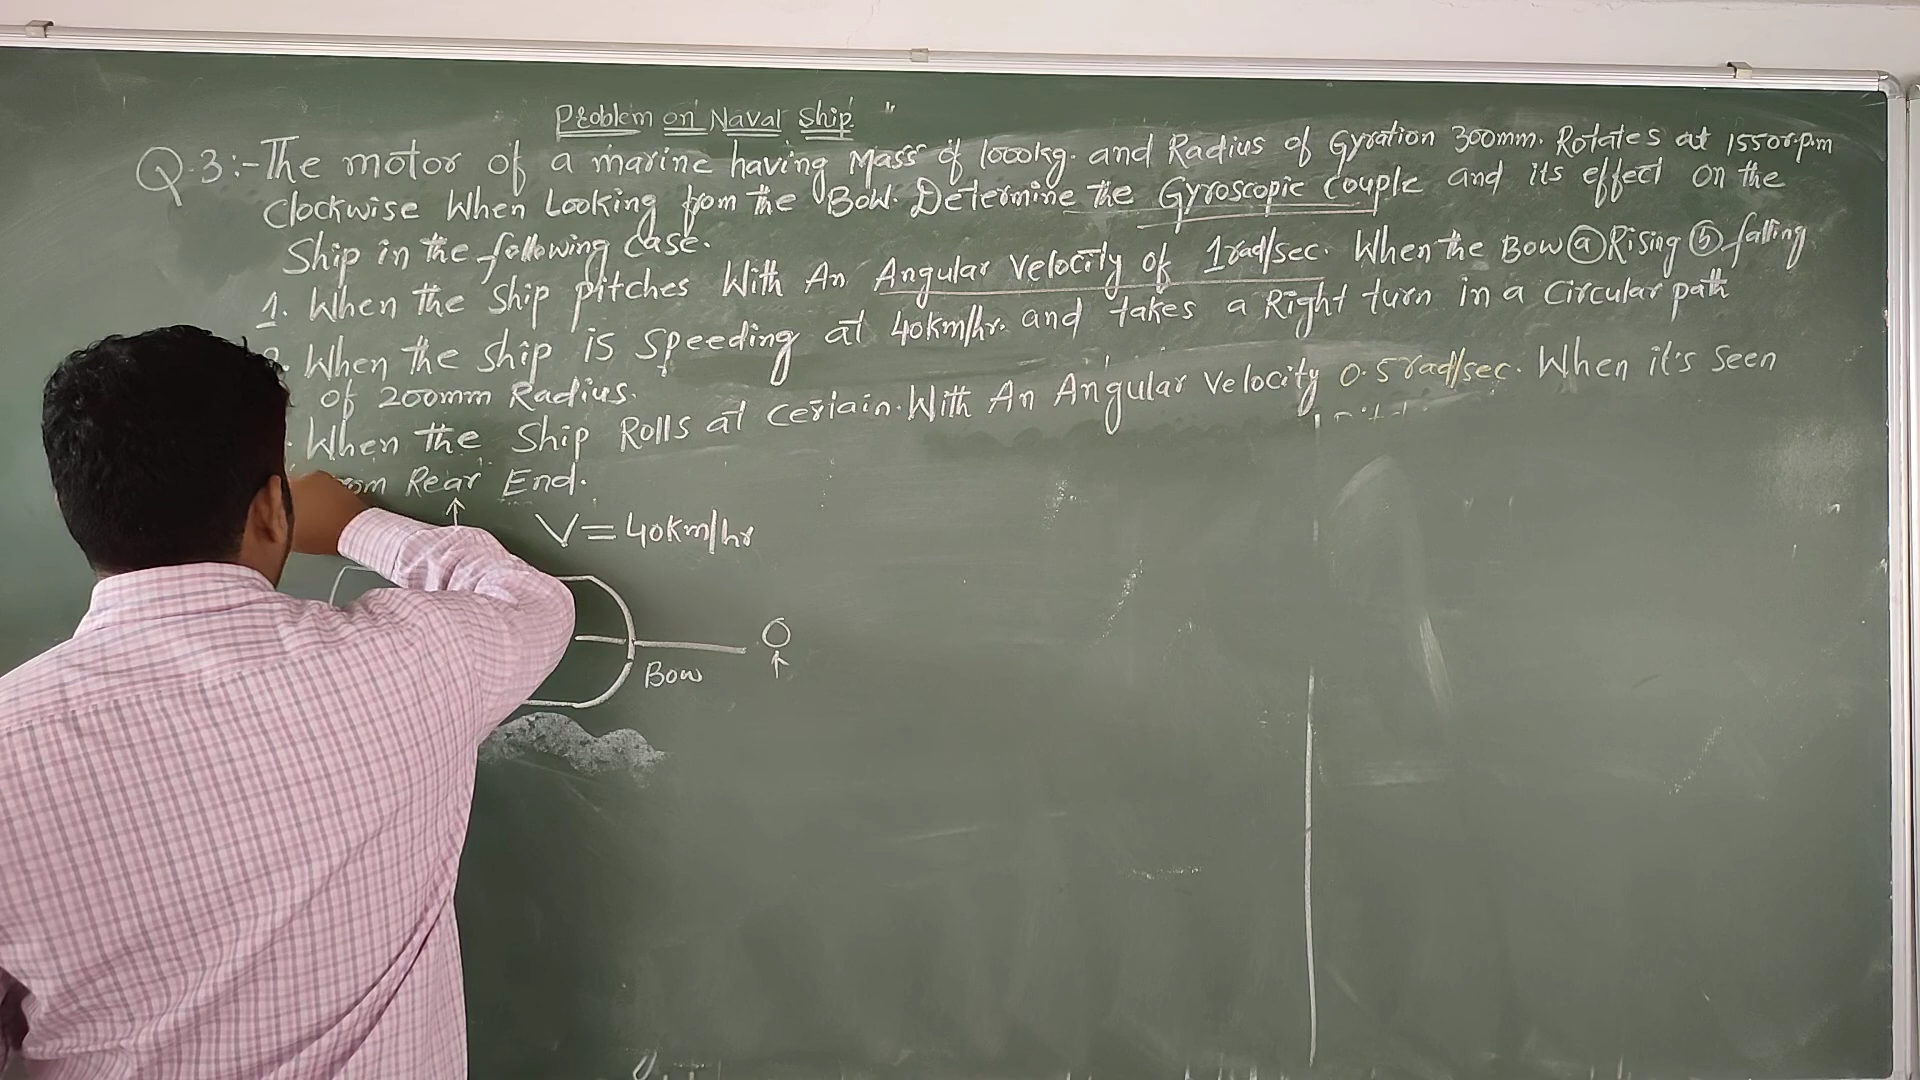 Problem on Naval Ship "
Q.3:- The motor of a marine having Mass of 1000kg. and Radius of Gyration 300mm. Rotates at 1550r.p.m
Clockwise When Looking from the Bow. Determine the Gyroscopic Couple and its effect on the
Ship in the following case.
1. When the Ship pitches With An Angular Velocity of 1rad/sec. When the Bow ⓐ Rising ⓑ falling
When the ship is Speeding at 40km/hr. and takes a Right turn in a Circular path
of 200mm Radius.
When the Ship Rolls at Certain. With An Angular Velocity 0.5rad/sec. When it's Seen
Rear End.
V = 40km/hr
Bow